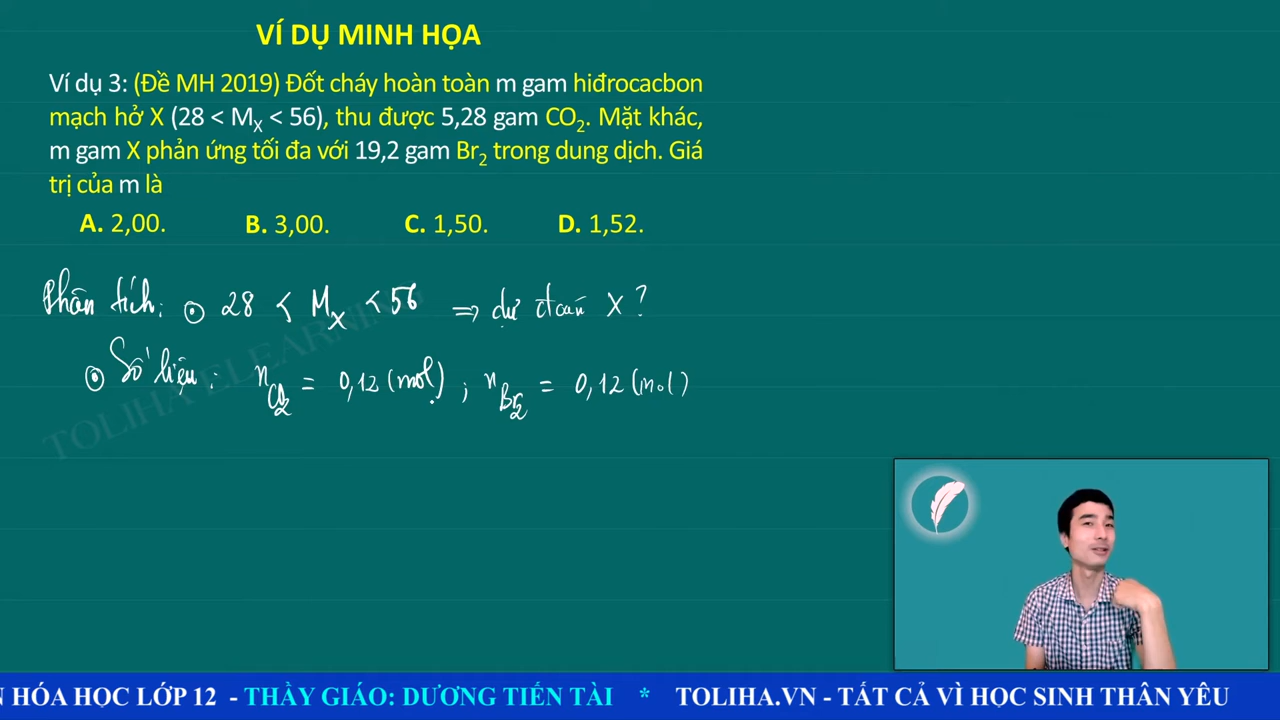 VÍ DỤ MINH HỌA
Ví dụ 3: (Đề MH 2019) Đốt cháy hoàn toàn m gam hiđrocacbon
mạch hở X (28 < Mₓ < 56), thu được 5,28 gam CO₂. Mặt khác,
m gam X phản ứng tối đa với 19,2 gam Br₂ trong dung dịch. Giá
trị của m là
A. 2,00. B. 3,00. C. 1,50. D. 1,52.
Phân tích: ⊙ 28 < Mₓ < 56 ⇒ dự đoán X?
⊙ Số liệu: nCO₂ = 0,12 (mol) ; nBr₂ = 0,12 (mol)
TOLIHA ELEARNING
N HÓA HỌC LỚP 12 - THẦY GIÁO: DƯƠNG TIẾN TÀI * TOLIHA.VN - TẤT CẢ VÌ HỌC SINH THÂN YÊU